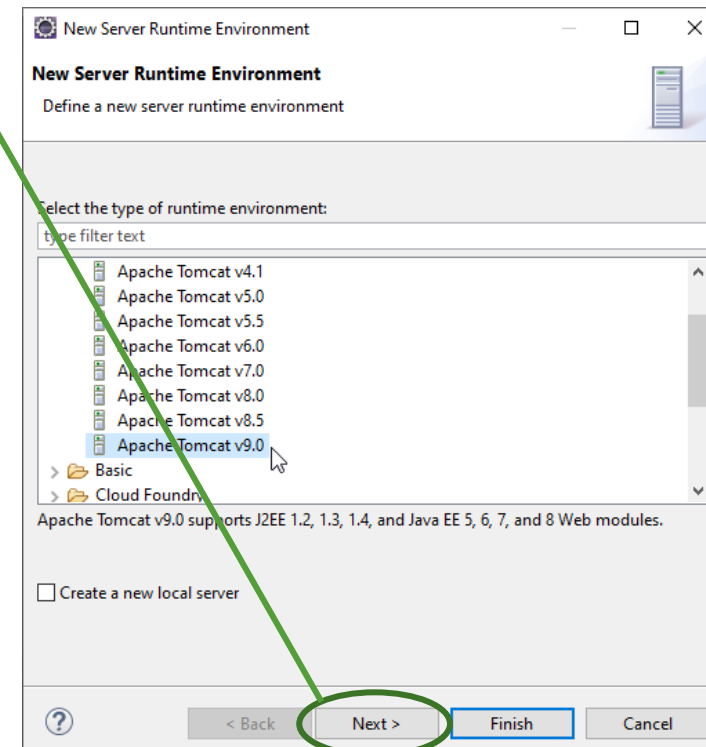 New Server Runtime Environment
New Server Runtime Environment
Define a new server runtime environment
Select the type of runtime environment:
type filter text
Apache Tomcat v4.1
Apache Tomcat v5.0
Apache Tomcat v5.5
Apache Tomcat v6.0
Apache Tomcat v7.0
Apache Tomcat v8.0
Apache Tomcat v8.5
Apache Tomcat v9.0
Basic
Cloud Foundry
Apache Tomcat v9.0 supports J2EE 1.2, 1.3, 1.4, and Java EE 5, 6, 7, and 8 Web modules.
Create a new local server
? < Back Next > Finish Cancel